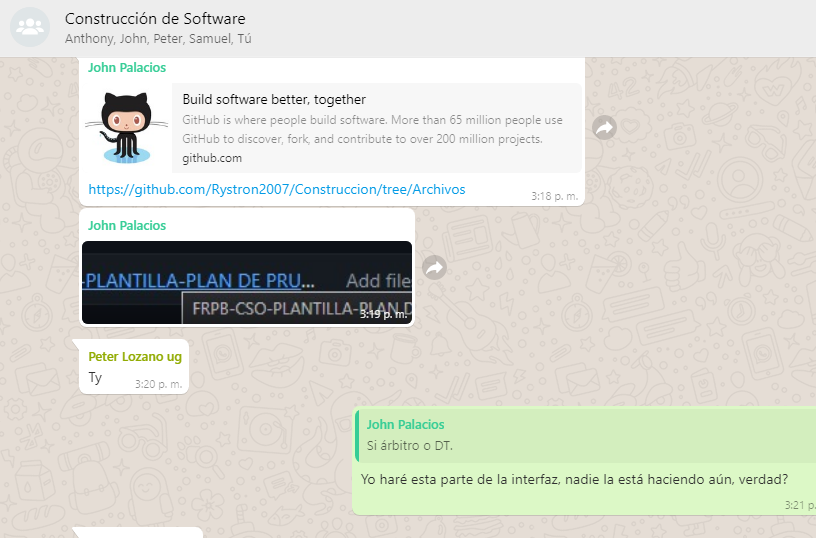 Construcción de Software
Anthony, John, Peter, Samuel, Tú
John Palacios
Build software better, together
GitHub is where people build software. More than 65 million people use
GitHub to discover, fork, and contribute to over 200 million projects.
github.com
https://github.com/Rystron2007/Construccion/tree/Archivos
3:18 p. m.
John Palacios
-PLANTILLA-PLAN DE PRU... Add file
FRPB-CSO-PLANTILLA-PLAN D
3:19 p. m.
Peter Lozano ug
Ty
3:20 p. m.
John Palacios
Si árbitro o DT.
Yo haré esta parte de la interfaz, nadie la está haciendo aún, verdad?
3:21 p.